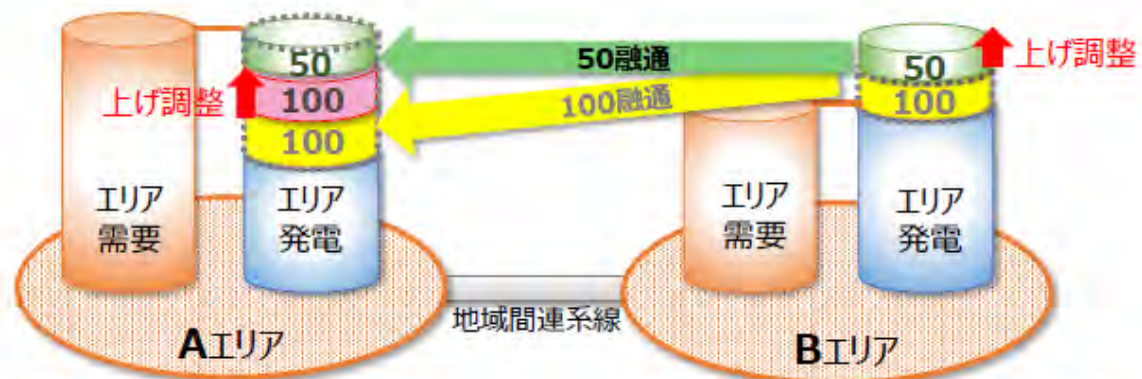 50
100
100
上げ調整
エリア
需要
エリア
発電
50融通
100融通
50
100
上げ調整
エリア
需要
エリア
発電
地域間連系線
Aエリア
Bエリア